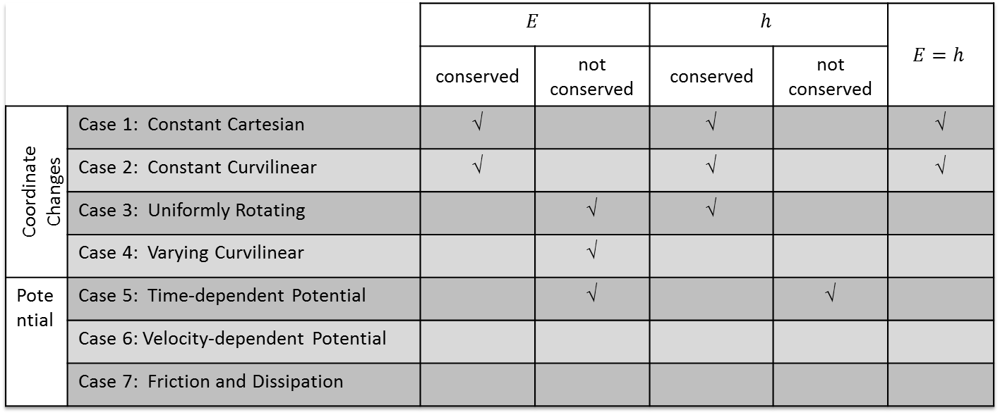 E
h
E = h
conserved
not
conserved
conserved
not
conserved
Coordinate
Changes
Case 1: Constant Cartesian
√
√
√
Case 2: Constant Curvilinear
√
√
√
Case 3: Uniformly Rotating
√
√
Case 4: Varying Curvilinear
√
Pote
ntial
Case 5: Time-dependent Potential
√
√
Case 6: Velocity-dependent Potential
Case 7: Friction and Dissipation